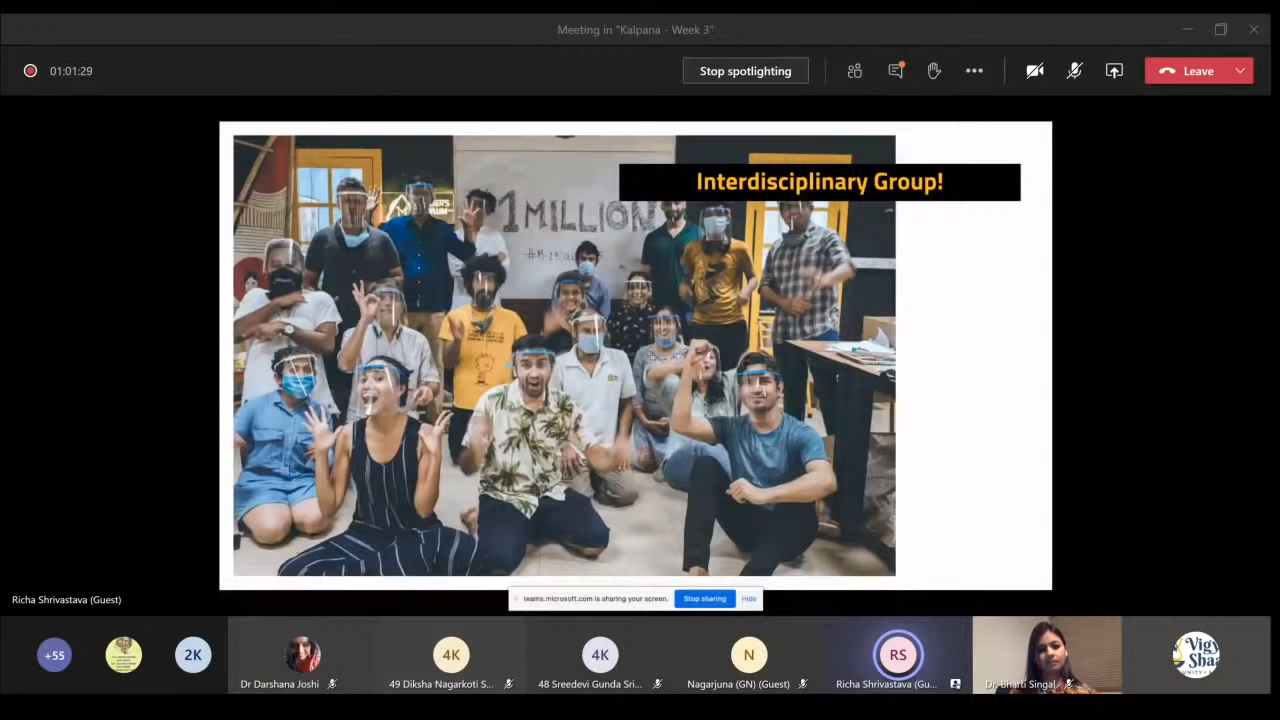 Meeting in "Kalpana - Week 3"
01:01:29
Stop spotlighting
Leave
Interdisciplinary Group!
1 MILLION
Richa Shrivastava (Guest)
teams.microsoft.com is sharing your screen.
Stop sharing
Hide
+55
2K
4K
4K
N
RS
Vigy
Shaa
Dr Darshana Joshi
49 Diksha Nagarkoti S...
48 Sreedevi Gunda Sri...
Nagarjuna (GN) (Guest)
Richa Shrivastava (Gu...
Dr. Bharti Singal